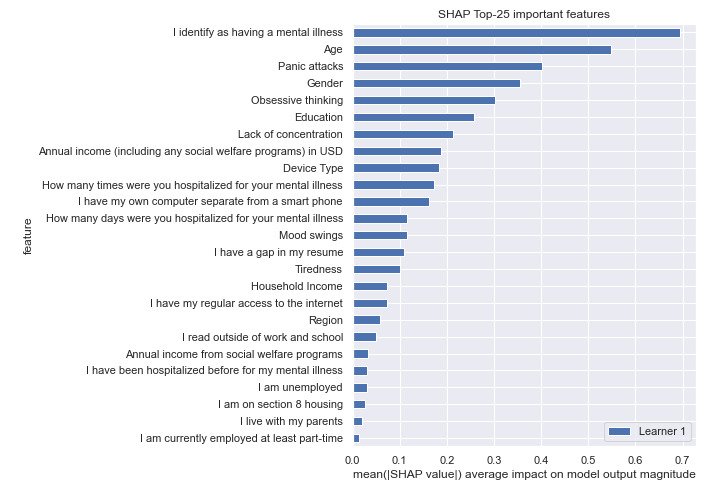 SHAP Top-25 important features
I identify as having a mental illness
Age
Panic attacks
Gender
Obsessive thinking
Education
Lack of concentration
Annual income (including any social welfare programs) in USD
Device Type
How many times were you hospitalized for your mental illness
I have my own computer separate from a smart phone
How many days were you hospitalized for your mental illness
Mood swings
I have a gap in my resume
Tiredness
Household Income
I have my regular access to the internet
Region
I read outside of work and school
Annual income from social welfare programs
I have been hospitalized before for my mental illness
I am unemployed
I am on section 8 housing
I live with my parents
I am currently employed at least part-time
feature
Learner 1
0.0 0.1 0.2 0.3 0.4 0.5 0.6 0.7
mean(|SHAP value|) average impact on model output magnitude